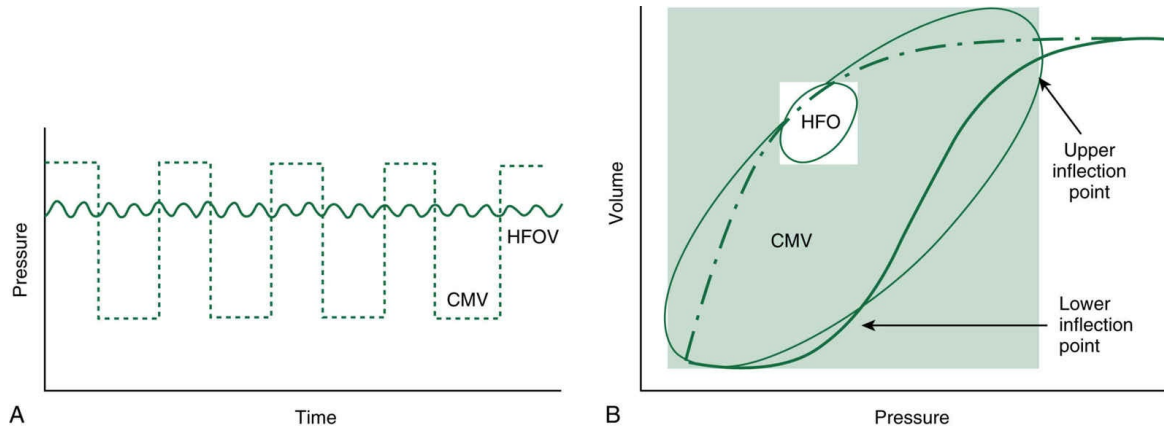 Pressure
HFOV
CMV
A
Time
Volume
HFO
CMV
Upper
inflection
point
Lower
inflection
point
B
Pressure